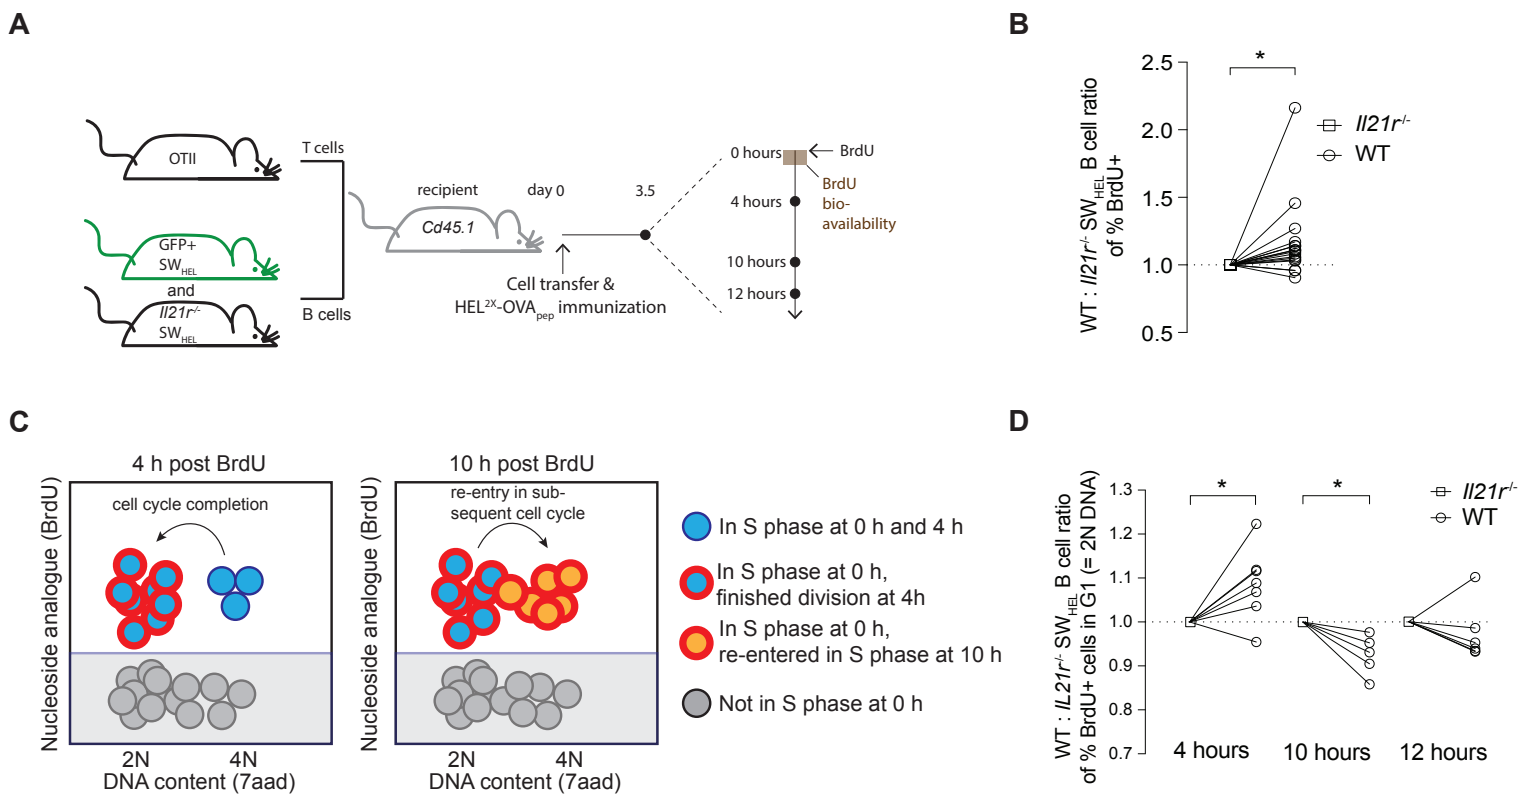 A
OTII
T cells
GFP+
SW_HEL
and
Il21r-/-
SW_HEL
B cells
recipient
Cd45.1
day 0
3.5
Cell transfer &
HEL2X-OVApep immunization
0 hours
BrdU
BrdU
bio-
availability
4 hours
10 hours
12 hours
B
WT : Il21r-/- SW_HEL B cell ratio
of % BrdU+
2.5
2.0
1.5
1.0
0.5
*
Il21r-/-
WT
C
4 h post BrdU
10 h post BrdU
Nucleoside analogue (BrdU)
cell cycle completion
2N
4N
DNA content (7aad)
Nucleoside analogue (BrdU)
re-entry in sub-
sequent cell cycle
2N
4N
DNA content (7aad)
In S phase at 0 h and 4 h
In S phase at 0 h,
finished division at 4h
In S phase at 0 h,
re-entered in S phase at 10 h
Not in S phase at 0 h
D
WT : IL21r-/- SW_HEL B cell ratio
of % BrdU+ cells in G1 (= 2N DNA)
1.3
1.2
1.1
1.0
0.9
0.8
0.7
*
*
Il21r-/-
WT
4 hours
10 hours
12 hours